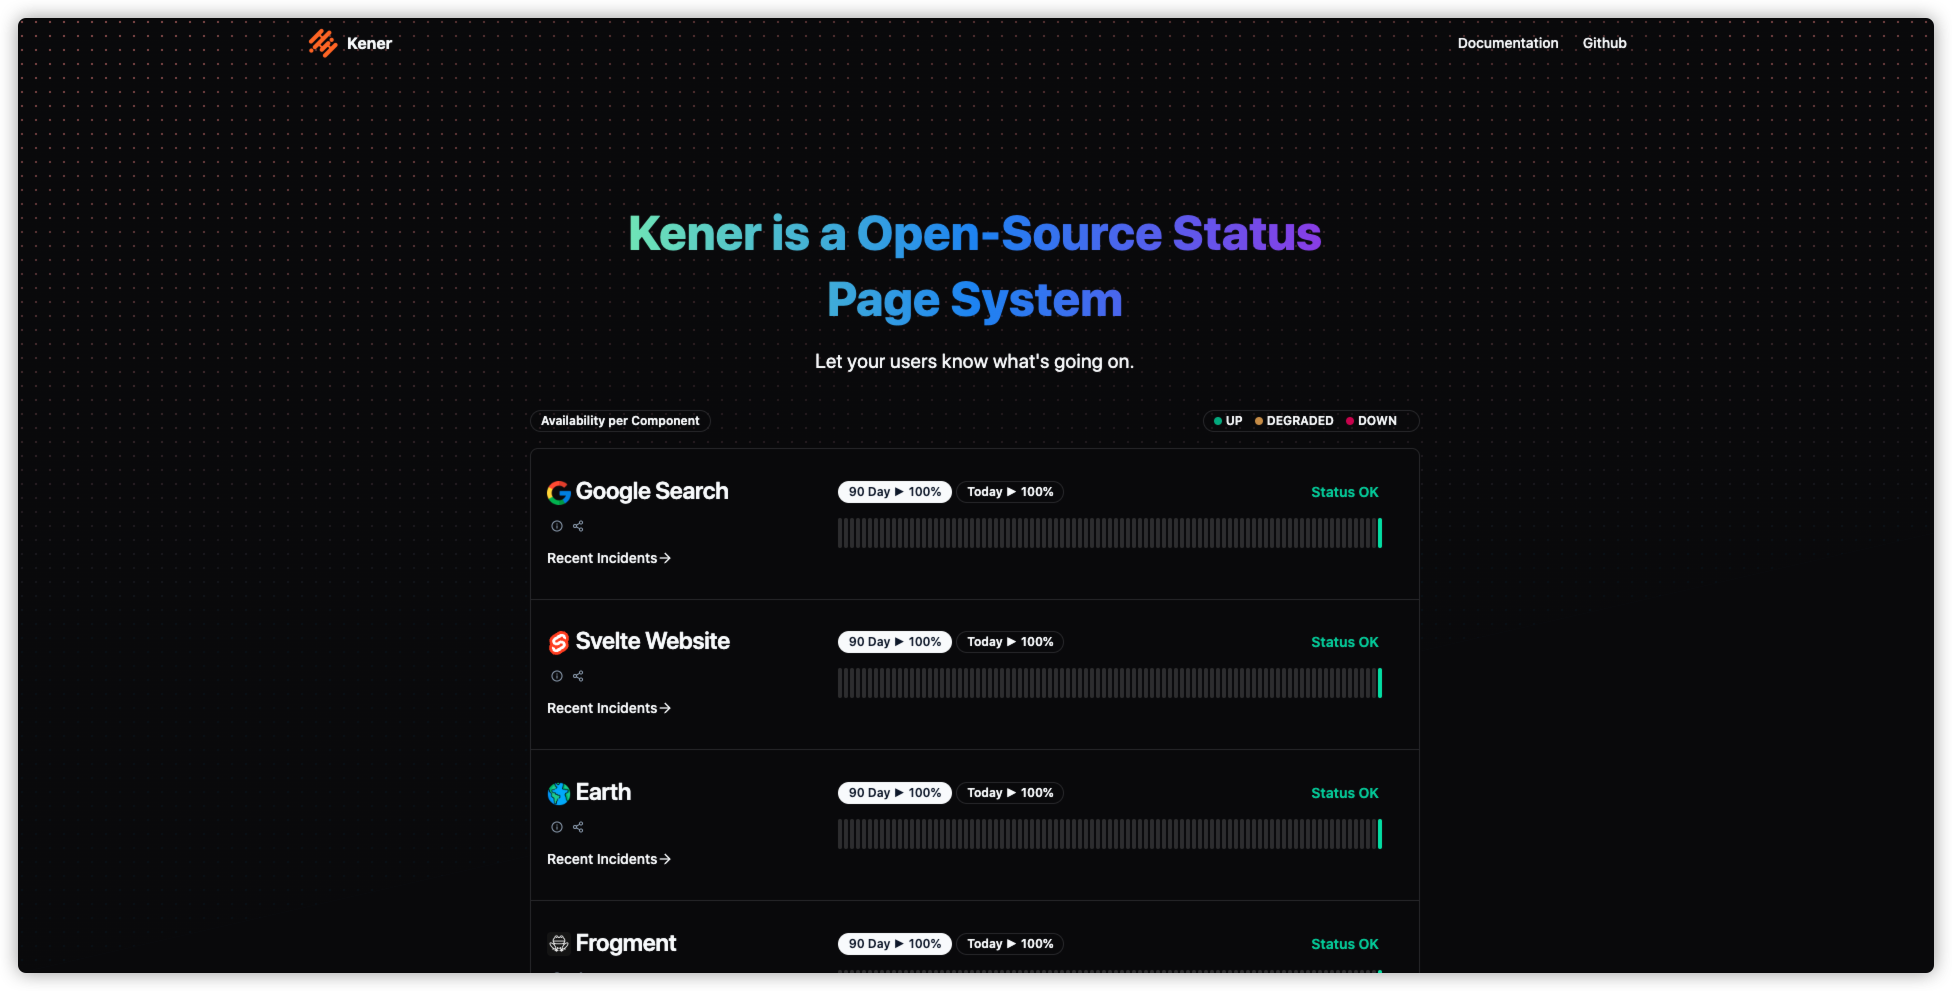 Kener
Documentation Github
Kener is a Open-Source Status
Page System
Let your users know what's going on.
Availability per Component
UP DEGRADED DOWN
Google Search
90 Day ► 100% Today ► 100% Status OK
Recent Incidents→
Svelte Website
90 Day ► 100% Today ► 100% Status OK
Recent Incidents→
Earth
90 Day ► 100% Today ► 100% Status OK
Recent Incidents→
Frogment
90 Day ► 100% Today ► 100% Status OK